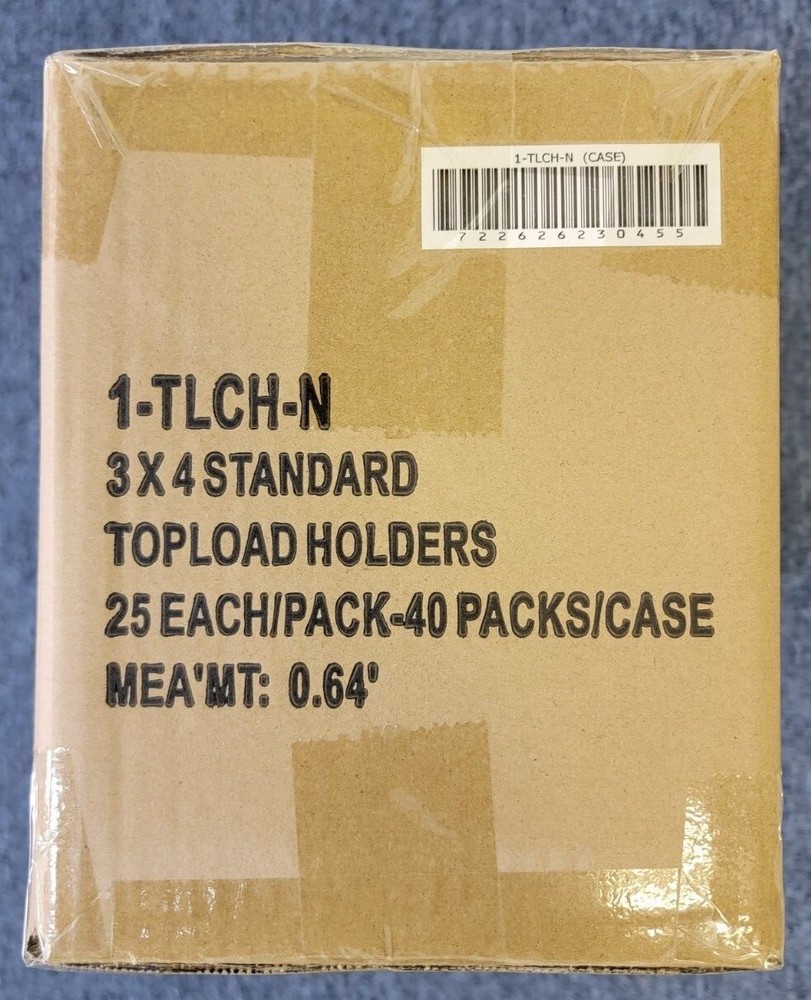 1-TLCH-N (CASE)
722626230455
1-TLCH-N
3 X 4 STANDARD
TOPLOAD HOLDERS
25 EACH/PACK-40 PACKS/CASE
MEA'MT: 0.64'